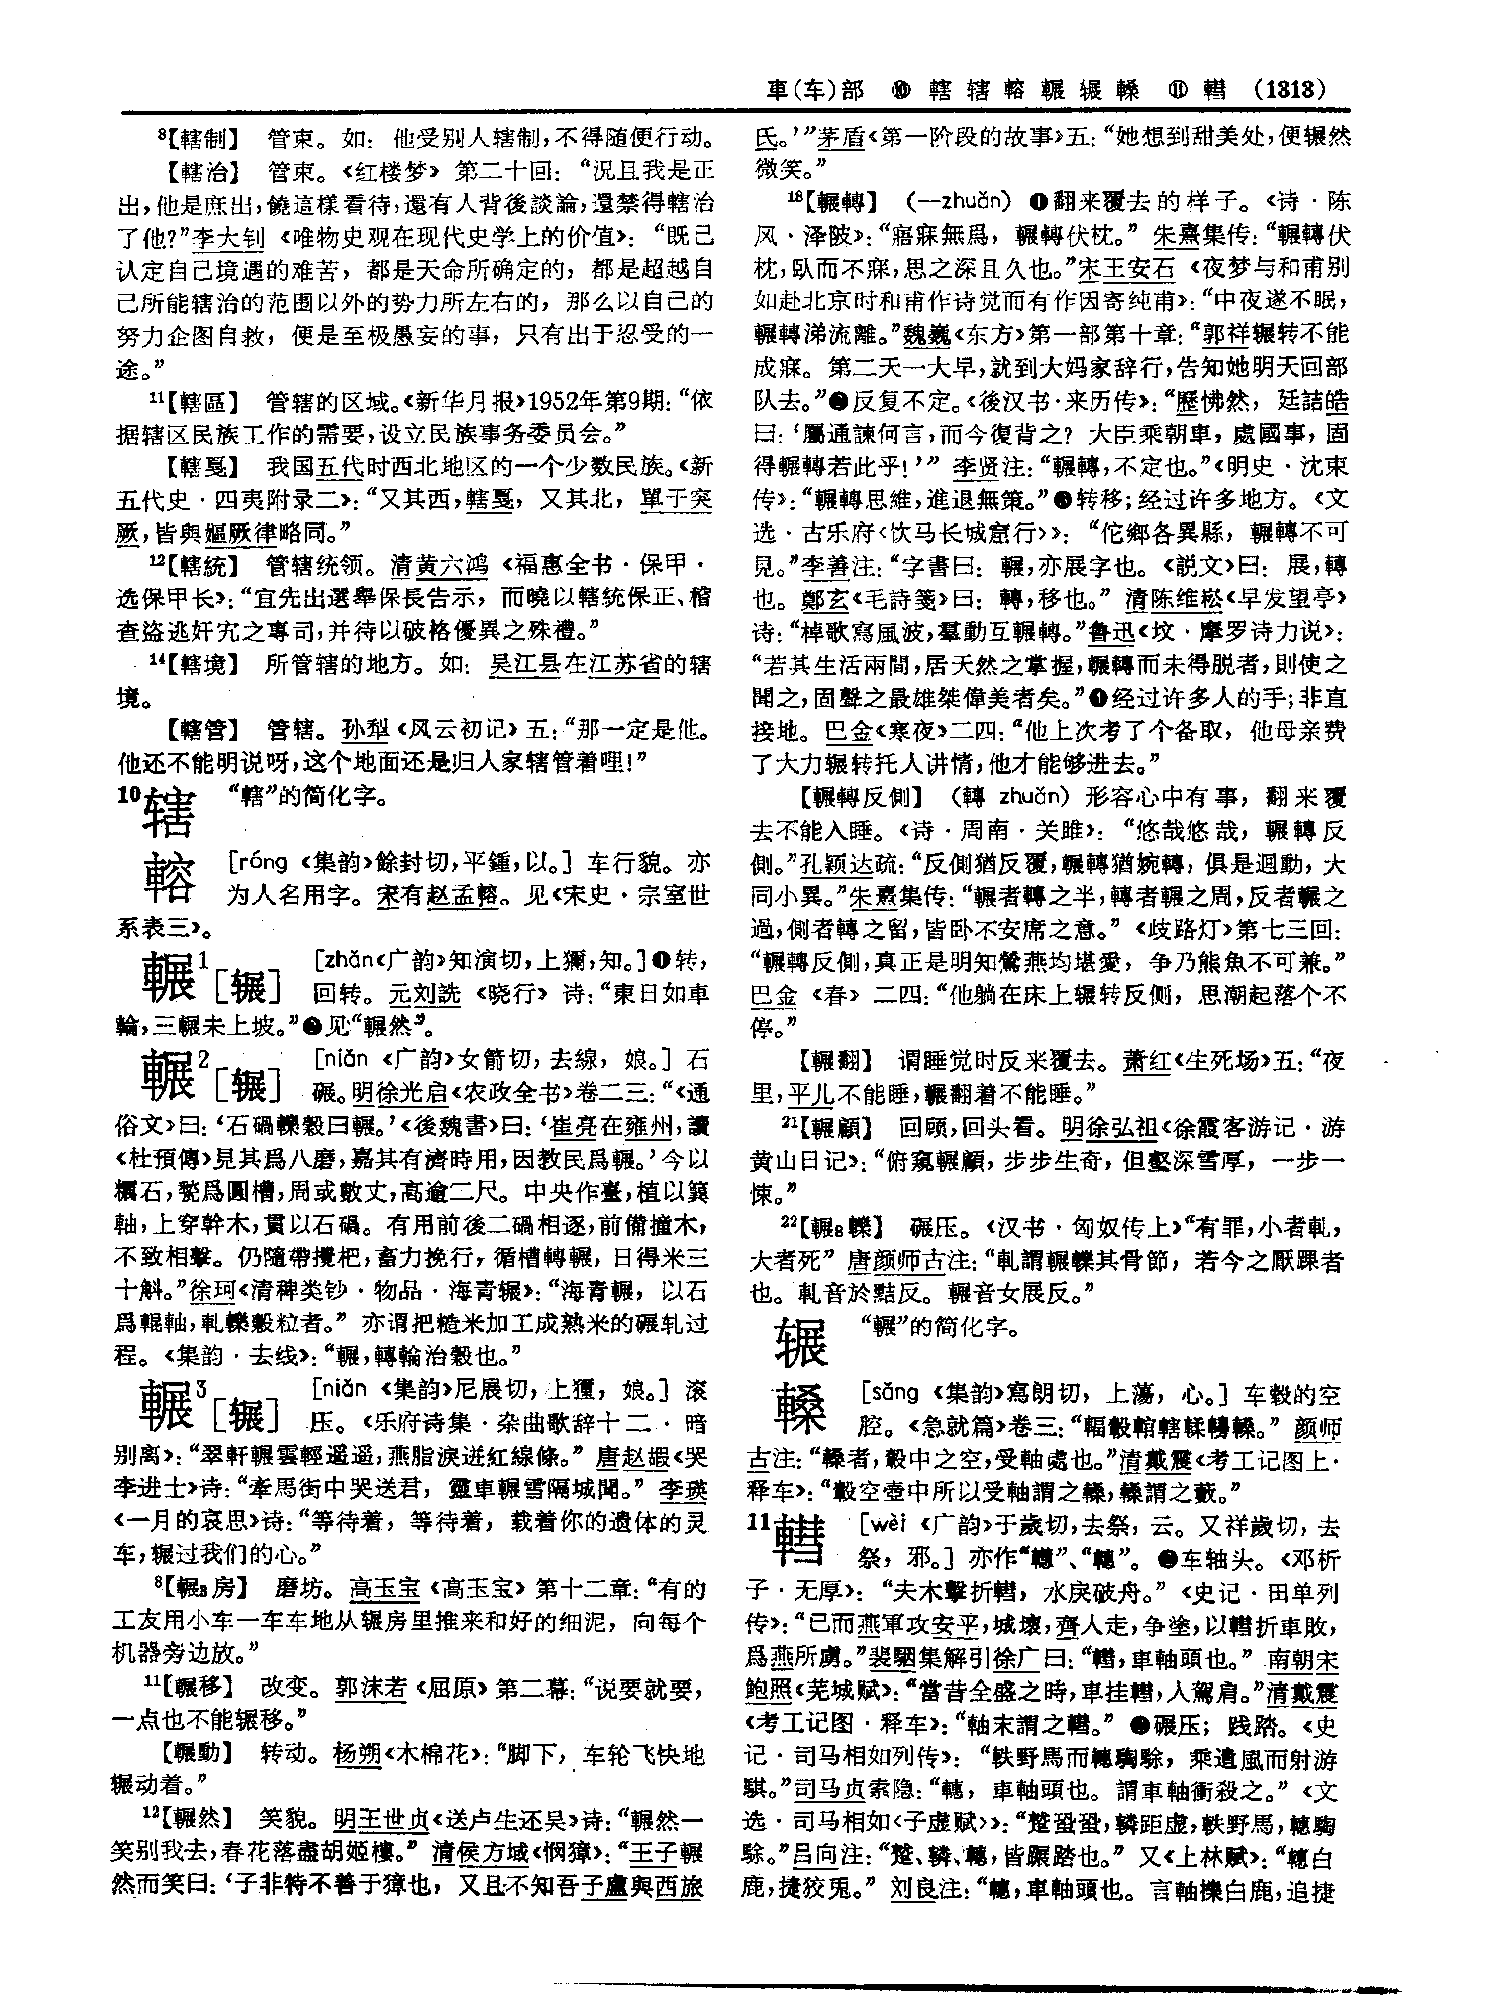 車(车)部 ⑩ 轄 辖 轀 輾 辗 轃 ⑪ 轊 (1313)
⁸【轄制】 管束。如：他受别人辖制，不得随便行动。
【轄治】 管束。《红楼梦》第二十回：“况且我是正
出，他是庶出，饒這樣看待，還有人背後談論，還禁得轄治
了他？”李大钊《唯物史观在现代史学上的价值》：“既已
认定自己境遇的难苦，都是天命所确定的，都是超越自
己所能辖治的范围以外的势力所左右的，那么以自己的
努力企图自救，便是至极愚妄的事，只有出于忍受的一
途。”
¹¹【轄區】 管辖的区域。《新华月报》1952年第9期：“依
据辖区民族工作的需要，设立民族事务委员会。”
【轄戛】 我国五代时西北地区的一个少数民族。《新
五代史·四夷附录二》：“又其西，轄戛，又其北，單于突
厥，皆與嫗厥律略同。”
¹²【轄統】 管辖统领。清黄六鸿《福惠全书·保甲·
选保甲长》：“宜先出選舉保長告示，而曉以轄統保正、稽
查盜逃奸宄之專司，并待以破格優異之殊禮。”
¹⁴【轄境】 所管辖的地方。如：吴江县在江苏省的辖
境。
【轄管】 管辖。孙犁《风云初记》五：“那一定是他。
他还不能明说呀，这个地面还是归人家辖管着哩！”
10辖 “轄”的简化字。
[róng《集韵》餘封切，平鍾，以。] 车行貌。亦
为人名用字。宋有赵孟。见《宋史·宗室世
系表三》。
輾¹[辗] [zhǎn《广韵》知演切，上獮，知。]❶转，
回转。元刘詵《晓行》诗：“東日如車
輪，三輾未上坡。”❷见“輾然”。
輾²[辗] [niǎn《广韵》女箭切，去線，娘。] 石
碾。明徐光启《农政全书》卷二三：“《通
俗文》曰：‘石碢轢穀曰輾。’《後魏書》曰：‘崔亮在雍州，讀
《杜預傳》見其爲八磨，嘉其有濟時用，因教民爲輾。’今以
糲石，甃爲圓槽，周或數丈，高逾二尺。中央作臺，植以簨
軸，上穿幹木，貫以石碢。有用前後二碢相逐，前備撞木，
不致相擊。仍隨帶攪杷，畜力挽行，循槽轉輾，日得米三
十斛。”徐珂《清稗类钞·物品·海青辗》：“海青輾，以石
爲輥軸，軋轢穀粒者。”亦谓把糙米加工成熟米的碾轧过
程。《集韵·去线》：“輾，轉輪治穀也。”
輾³[辗] [niǎn《集韵》尼展切，上獮，娘。] 滚
压。《乐府诗集·杂曲歌辞十二·暗
别离》：“翠軒輾雲輕遥遥，燕脂淚迸紅線條。”唐赵嘏《哭
李进士》诗：“牽馬街中哭送君，靈車輾雪隔城聞。”李瑛
《一月的哀思》诗：“等待着，等待着，载着你的遗体的灵
车，辗过我们的心。”
⁸【輾₃房】 磨坊。高玉宝《高玉宝》第十二章：“有的
工友用小车一车车地从辗房里推来和好的细泥，向每个
机器旁边放。”
¹¹【輾移】 改变。郭沫若《屈原》第二幕：“说要就要，
一点也不能辗移。”
【輾動】 转动。杨朔《木棉花》：“脚下，车轮飞快地
辗动着。”
¹²【輾然】 笑貌。明王世贞《送卢生还吴》诗：“輾然一
笑别我去，春花落盡胡姬樓。”清侯方域《悯獐》：“王子輾
然而笑曰：‘子非特不善于獐也，又且不知吾子盧與西旅
氏。’”茅盾《第一阶段的故事》五：“她想到甜美处，便辗然
微笑。”
¹⁸【輾轉】 (一zhuǎn) ❶翻来覆去的样子。《诗·陈
风·泽陂》：“寤寐無爲，輾轉伏枕。”朱熹集传：“輾轉伏
枕，卧而不寐，思之深且久也。”宋王安石《夜梦与和甫别
如赴北京时和甫作诗觉而有作因寄纯甫》：“中夜遂不眠，
輾轉涕流離。”魏巍《东方》第一部第十章：“郭祥辗转不能
成寐。第二天一大早，就到大妈家辞行，告知她明天回部
队去。”❷反复不定。《後汉书·来历传》：“歷怫然，廷詰皓
曰：‘屬通諫何言，而今復背之？大臣乘朝車，處國事，固
得輾轉若此乎！’”李贤注：“輾轉，不定也。”《明史·沈束
传》：“輾轉思維，進退無策。”❸转移；经过许多地方。《文
选·古乐府〈饮马长城窟行〉》：“佗鄉各異縣，輾轉不可
見。”李善注：“字書曰：輾，亦展字也。《説文》曰：展，轉
也。鄭玄《毛詩箋》曰：轉，移也。”清陈维崧《早发望亭》
诗：“棹歌寫風波，羣動互輾轉。”鲁迅《坟·摩罗诗力说》：
“若其生活兩間，居天然之掌握，輾轉而未得脱者，則使之
聞之，固聲之最雄桀偉美者矣。”❹经过许多人的手；非直
接地。巴金《寒夜》二四：“他上次考了个备取，他母亲费
了大力辗转托人讲情，他才能够进去。”
【輾轉反側】 (轉 zhuǎn) 形容心中有事，翻来覆
去不能入睡。《诗·周南·关雎》：“悠哉悠哉，輾轉反
側。”孔颖达疏：“反側猶反覆，輾轉猶婉轉，俱是迴動，大
同小異。”朱熹集传：“輾者轉之半，轉者輾之周，反者輾之
過，側者轉之留，皆卧不安席之意。”《歧路灯》第七三回：
“輾轉反側，真正是明知鶯燕均堪愛，争乃熊魚不可兼。”
巴金《春》二四：“他躺在床上辗转反侧，思潮起落个不
停。”
【輾翻】 谓睡觉时反来覆去。萧红《生死场》五：“夜
里，平儿不能睡，輾翻着不能睡。”
²¹【輾顧】 回顾，回头看。明徐弘祖《徐霞客游记·游
黄山日记》：“俯窺輾顧，步步生奇，但壑深雪厚，一步一
悚。”
²²【輾₃轢】 碾压。《汉书·匈奴传上》“有罪，小者軋，
大者死”唐颜师古注：“軋謂輾轢其骨節，若今之厭踝者
也。軋音於黠反。輾音女展反。”
辗 “輾”的简化字。
[sǎng《集韵》寫朗切，上蕩，心。] 车毂的空
腔。《急就篇》卷三：“輻轂輨轄” 颜师
古注：“者，轂中之空，受軸處也。”清戴震《考工记图上·
释车》：“轂空壺中所以受軸謂之，謂之藪。”
11轊 [wèi《广韵》于歲切，去祭，云。又祥歲切，去
祭，邪。] 亦作“”、“”。❶车轴头。《邓析
子·无厚》：“夫木擊折轊，水戾破舟。”《史记·田单列
传》：“已而燕軍攻安平，城壞，齊人走，争塗，以轊折車敗，
爲燕所虜。”裴駰集解引徐广曰：“轊，車軸頭也。”南朝宋
鲍照《芜城赋》：“當昔全盛之時，車挂轊，人駕肩。”清戴震
《考工记图·释车》：“軸末謂之轊。”❷碾压；践踏。《史
记·司马相如列传》：“軼野馬而轊騊駼，乘遺風而射游
騏。”司马贞索隐：“轊，車軸頭也。謂車軸衝殺之。”《文
选·司马相如〈子虚赋〉》：“蹵蛩蛩，轔距虚，軼野馬，轊騊
駼。”吕向注：“蹵、轔、轊，皆蹍踏也。”又《上林赋》：“轊白
鹿，捷狡兎。”刘良注：“轊，車軸頭也。言軸櫟白鹿，追捷